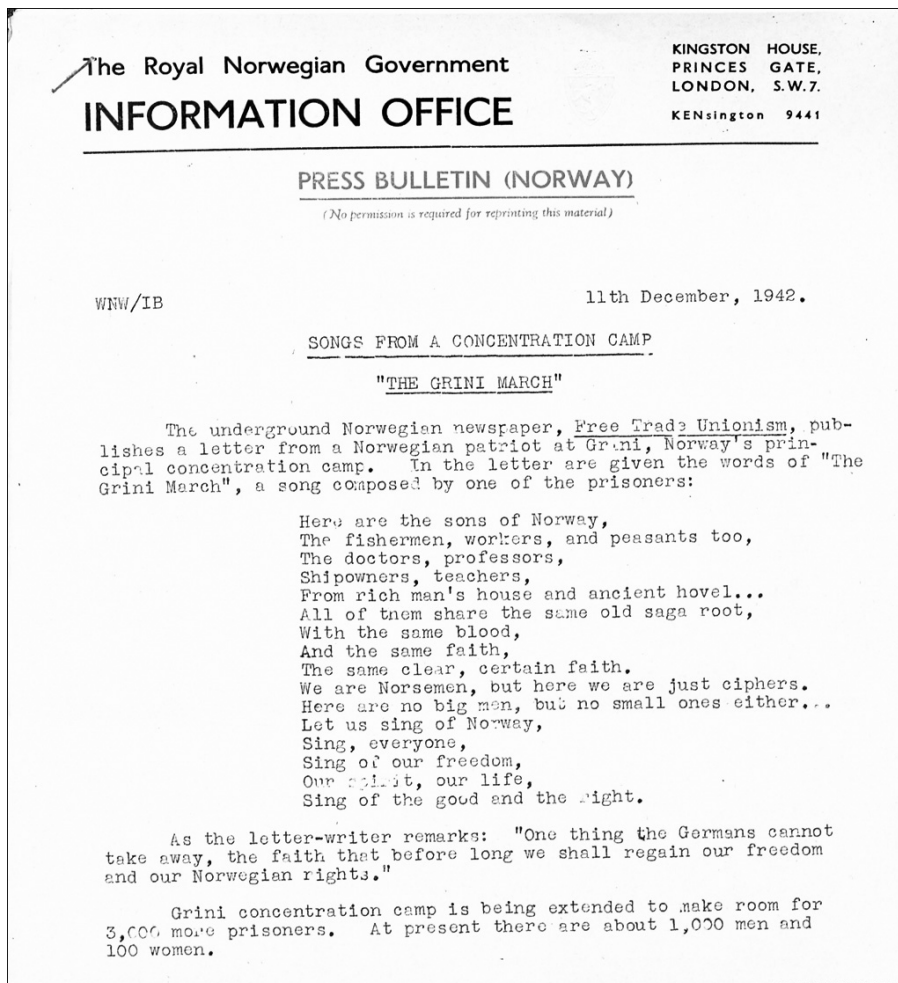 The Royal Norwegian Government
INFORMATION OFFICE
KINGSTON HOUSE,
PRINCES GATE,
LONDON, S.W.7.
KENsington 9441
PRESS BULLETIN (NORWAY)
(No permission is required for reprinting this material)
WNW/IB
11th December, 1942.
SONGS FROM A CONCENTRATION CAMP
"THE GRINI MARCH"
The underground Norwegian newspaper, Free Trade Unionism, pub-
lishes a letter from a Norwegian patriot at Grini, Norway's prin-
cipal concentration camp. In the letter are given the words of "The
Grini March", a song composed by one of the prisoners:
Here are the sons of Norway,
The fishermen, workers, and peasants too,
The doctors, professors,
Shipowners, teachers,
From rich man's house and ancient hovel...
All of them share the same old saga root,
With the same blood,
And the same faith,
The same clear, certain faith.
We are Norsemen, but here we are just ciphers.
Here are no big men, but no small ones either...
Let us sing of Norway,
Sing, everyone,
Sing of our freedom,
Our spirit, our life,
Sing of the good and the right.
As the letter-writer remarks: "One thing the Germans cannot
take away, the faith that before long we shall regain our freedom
and our Norwegian rights."
Grini concentration camp is being extended to make room for
3,000 more prisoners. At present there are about 1,000 men and
100 women.